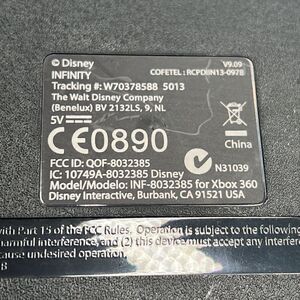 © Disney V9.09
INFINITY COFETEL: RCPDIIN13-0978
Tracking #: W70378588 5013
The Walt Disney Company
(Benelux) BV 2132LS, 9, NL
5V⎓ China
CE0890
FCC ID: QOF-8032385
IC: 10749A-8032385 Disney N31039
Model/Modelo: INF-8032385 for Xbox 360
Disney Interactive, Burbank, CA 91521 USA
with Part 15 of the FCC Rules. Operation is subject to the following
harmful interference, and (2) this device must accept any interfere
cause undesired operation.
B